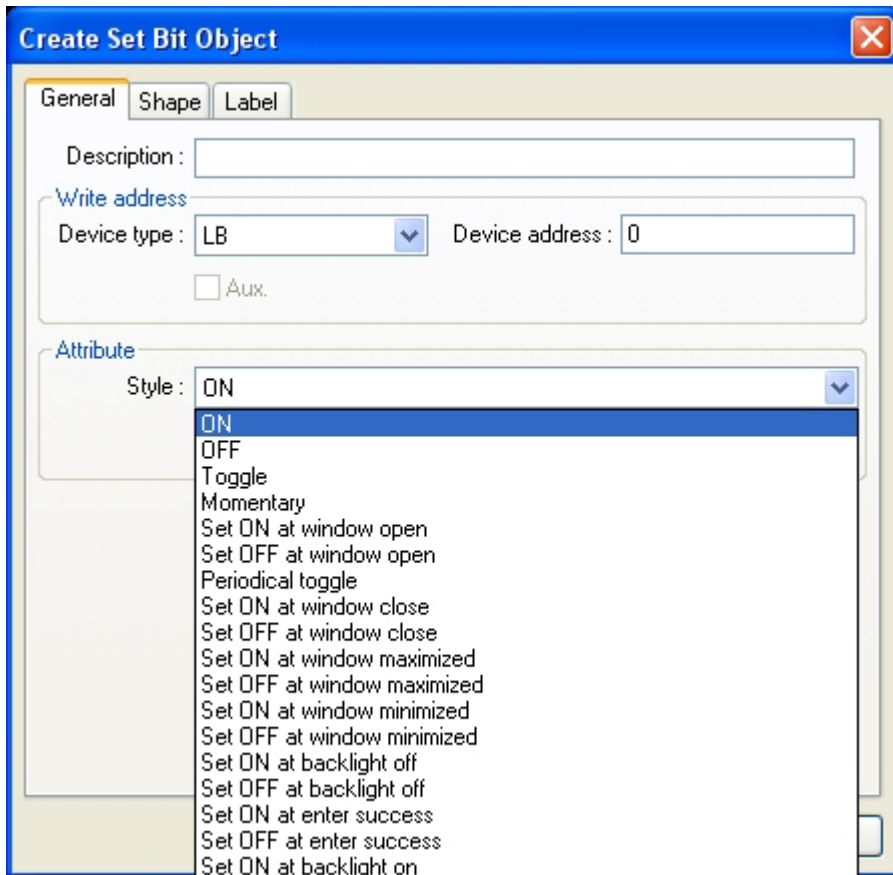 Create Set Bit Object
General Shape Label
Description :
Write address
Device type : LB Device address : 0
Aux.
Attribute
Style : ON
ON
OFF
Toggle
Momentary
Set ON at window open
Set OFF at window open
Periodical toggle
Set ON at window close
Set OFF at window close
Set ON at window maximized
Set OFF at window maximized
Set ON at window minimized
Set OFF at window minimized
Set ON at backlight off
Set OFF at backlight off
Set ON at enter success
Set OFF at enter success
Set ON at backlight on